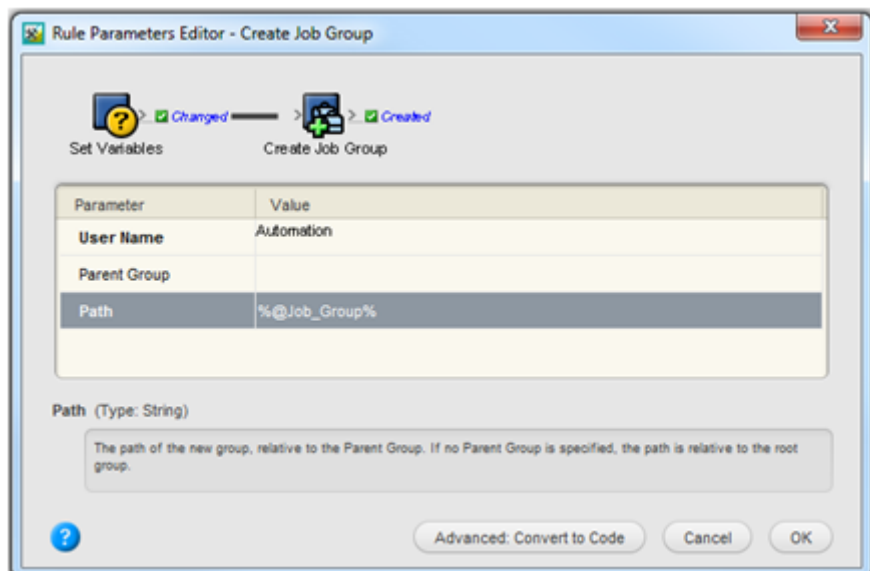 Rule Parameters Editor - Create Job Group
Changed
Created
Set Variables
Create Job Group
Parameter Value
User Name Automation
Parent Group
Path %@Job_Group%
Path (Type: String)
The path of the new group, relative to the Parent Group. If no Parent Group is specified, the path is relative to the root
group.
Advanced: Convert to Code Cancel OK